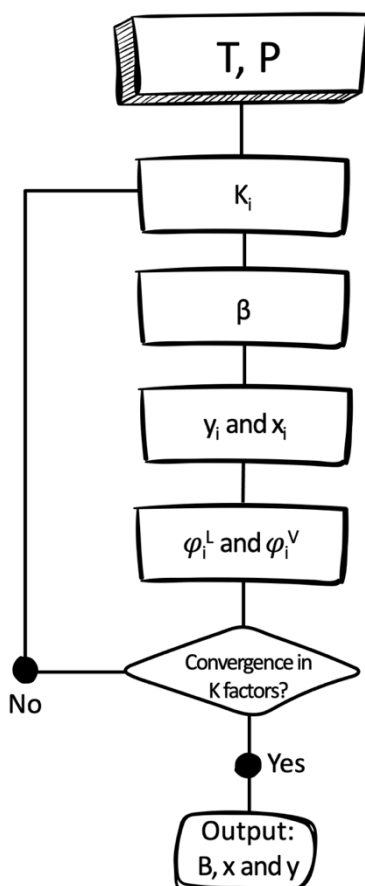 T, P
Kᵢ
β
yᵢ and xᵢ
φᵢᴸ and φᵢⱽ
Convergence in
K factors?
No
Yes
Output:
B, x and y